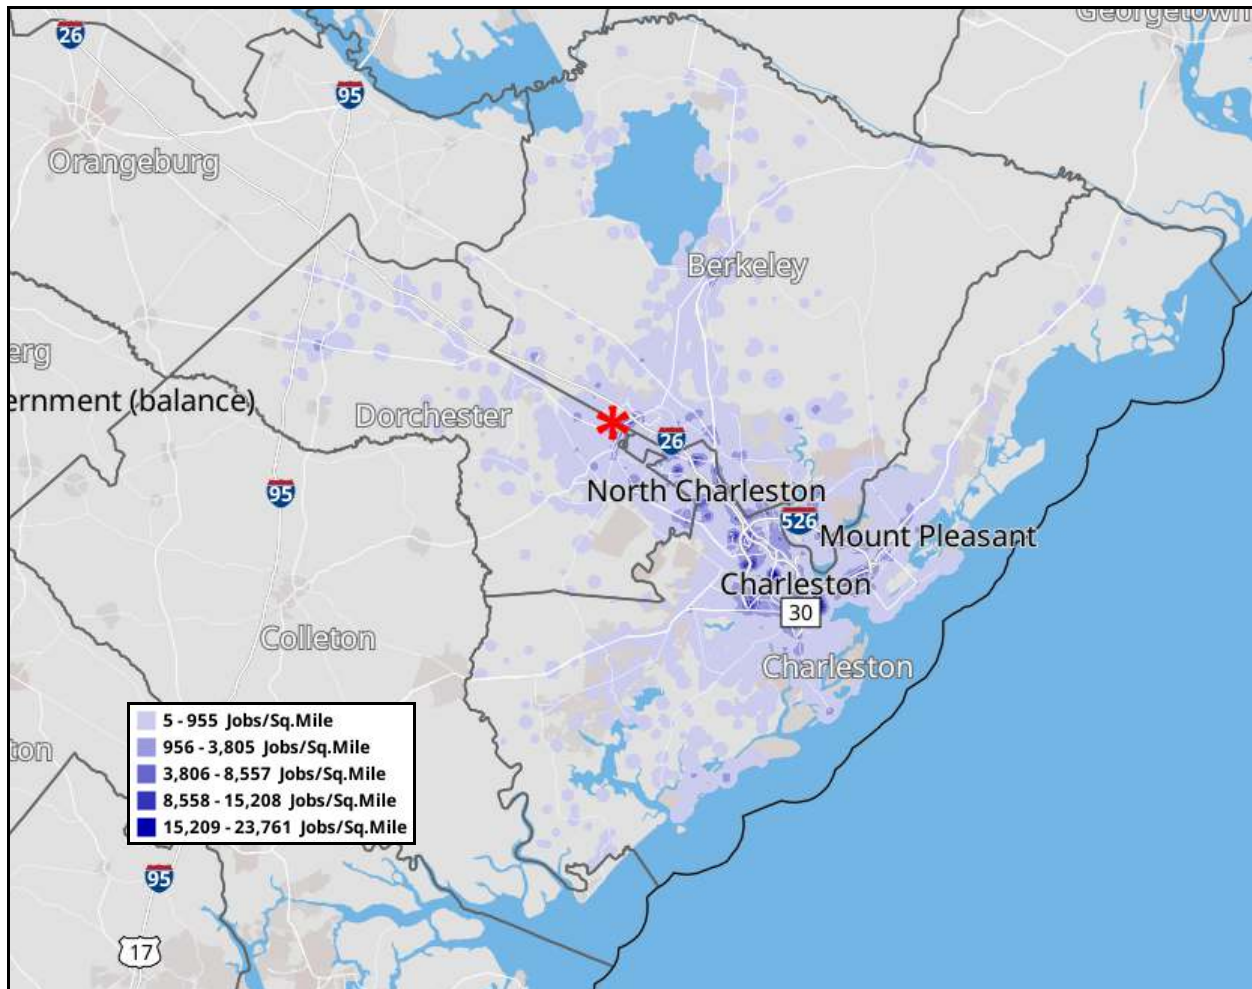 Georgetown
26
95
Orangeburg
Berkeley
erg
ernment (balance)
Dorchester
26
95
North Charleston
526
Mount Pleasant
Charleston
30
Colleton
Charleston
ton
5 - 955 Jobs/Sq.Mile
956 - 3,805 Jobs/Sq.Mile
3,806 - 8,557 Jobs/Sq.Mile
8,558 - 15,208 Jobs/Sq.Mile
15,209 - 23,761 Jobs/Sq.Mile
95
17